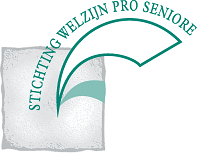 STICHTING WELZIJN PRO SENIORE